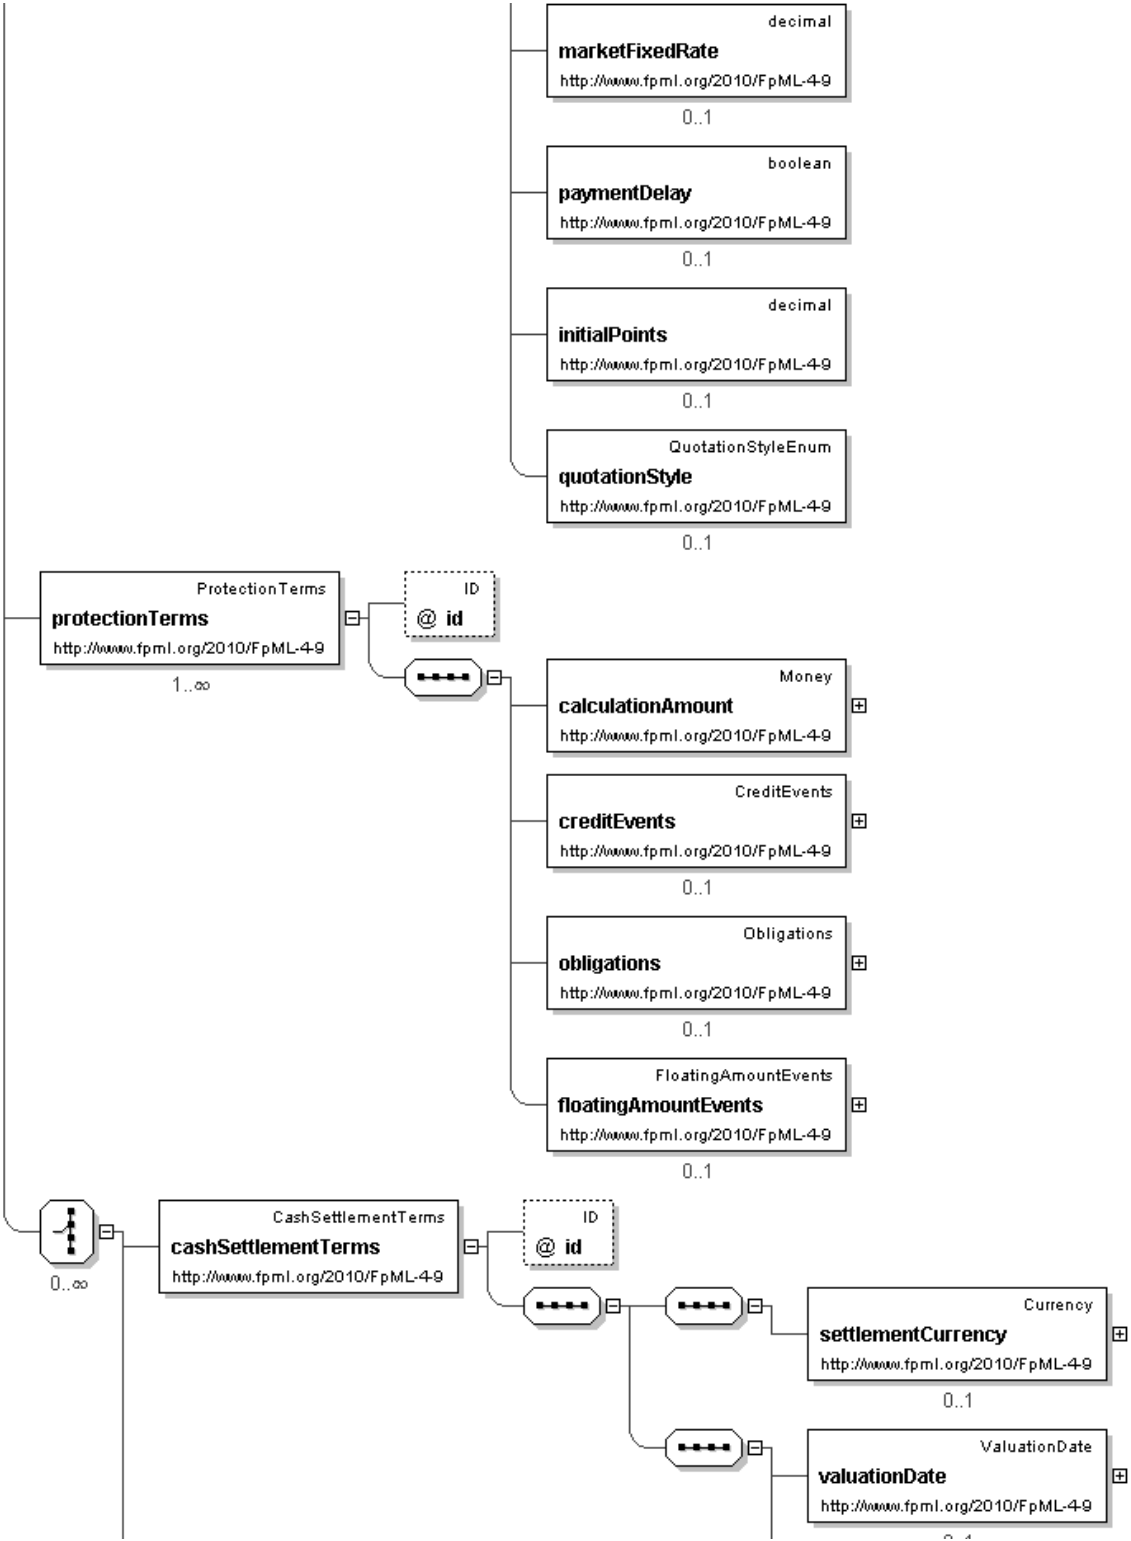 decimal
marketFixedRate
http://www.fpml.org/2010/FpML-4-9
0..1
boolean
paymentDelay
http://www.fpml.org/2010/FpML-4-9
0..1
decimal
initialPoints
http://www.fpml.org/2010/FpML-4-9
0..1
QuotationStyleEnum
quotationStyle
http://www.fpml.org/2010/FpML-4-9
0..1
ProtectionTerms
protectionTerms
http://www.fpml.org/2010/FpML-4-9
1..∞
ID
@ id
Money
calculationAmount
http://www.fpml.org/2010/FpML-4-9
CreditEvents
creditEvents
http://www.fpml.org/2010/FpML-4-9
0..1
Obligations
obligations
http://www.fpml.org/2010/FpML-4-9
0..1
FloatingAmountEvents
floatingAmountEvents
http://www.fpml.org/2010/FpML-4-9
0..1
0..∞
CashSettlementTerms
cashSettlementTerms
http://www.fpml.org/2010/FpML-4-9
ID
@ id
Currency
settlementCurrency
http://www.fpml.org/2010/FpML-4-9
0..1
ValuationDate
valuationDate
http://www.fpml.org/2010/FpML-4-9